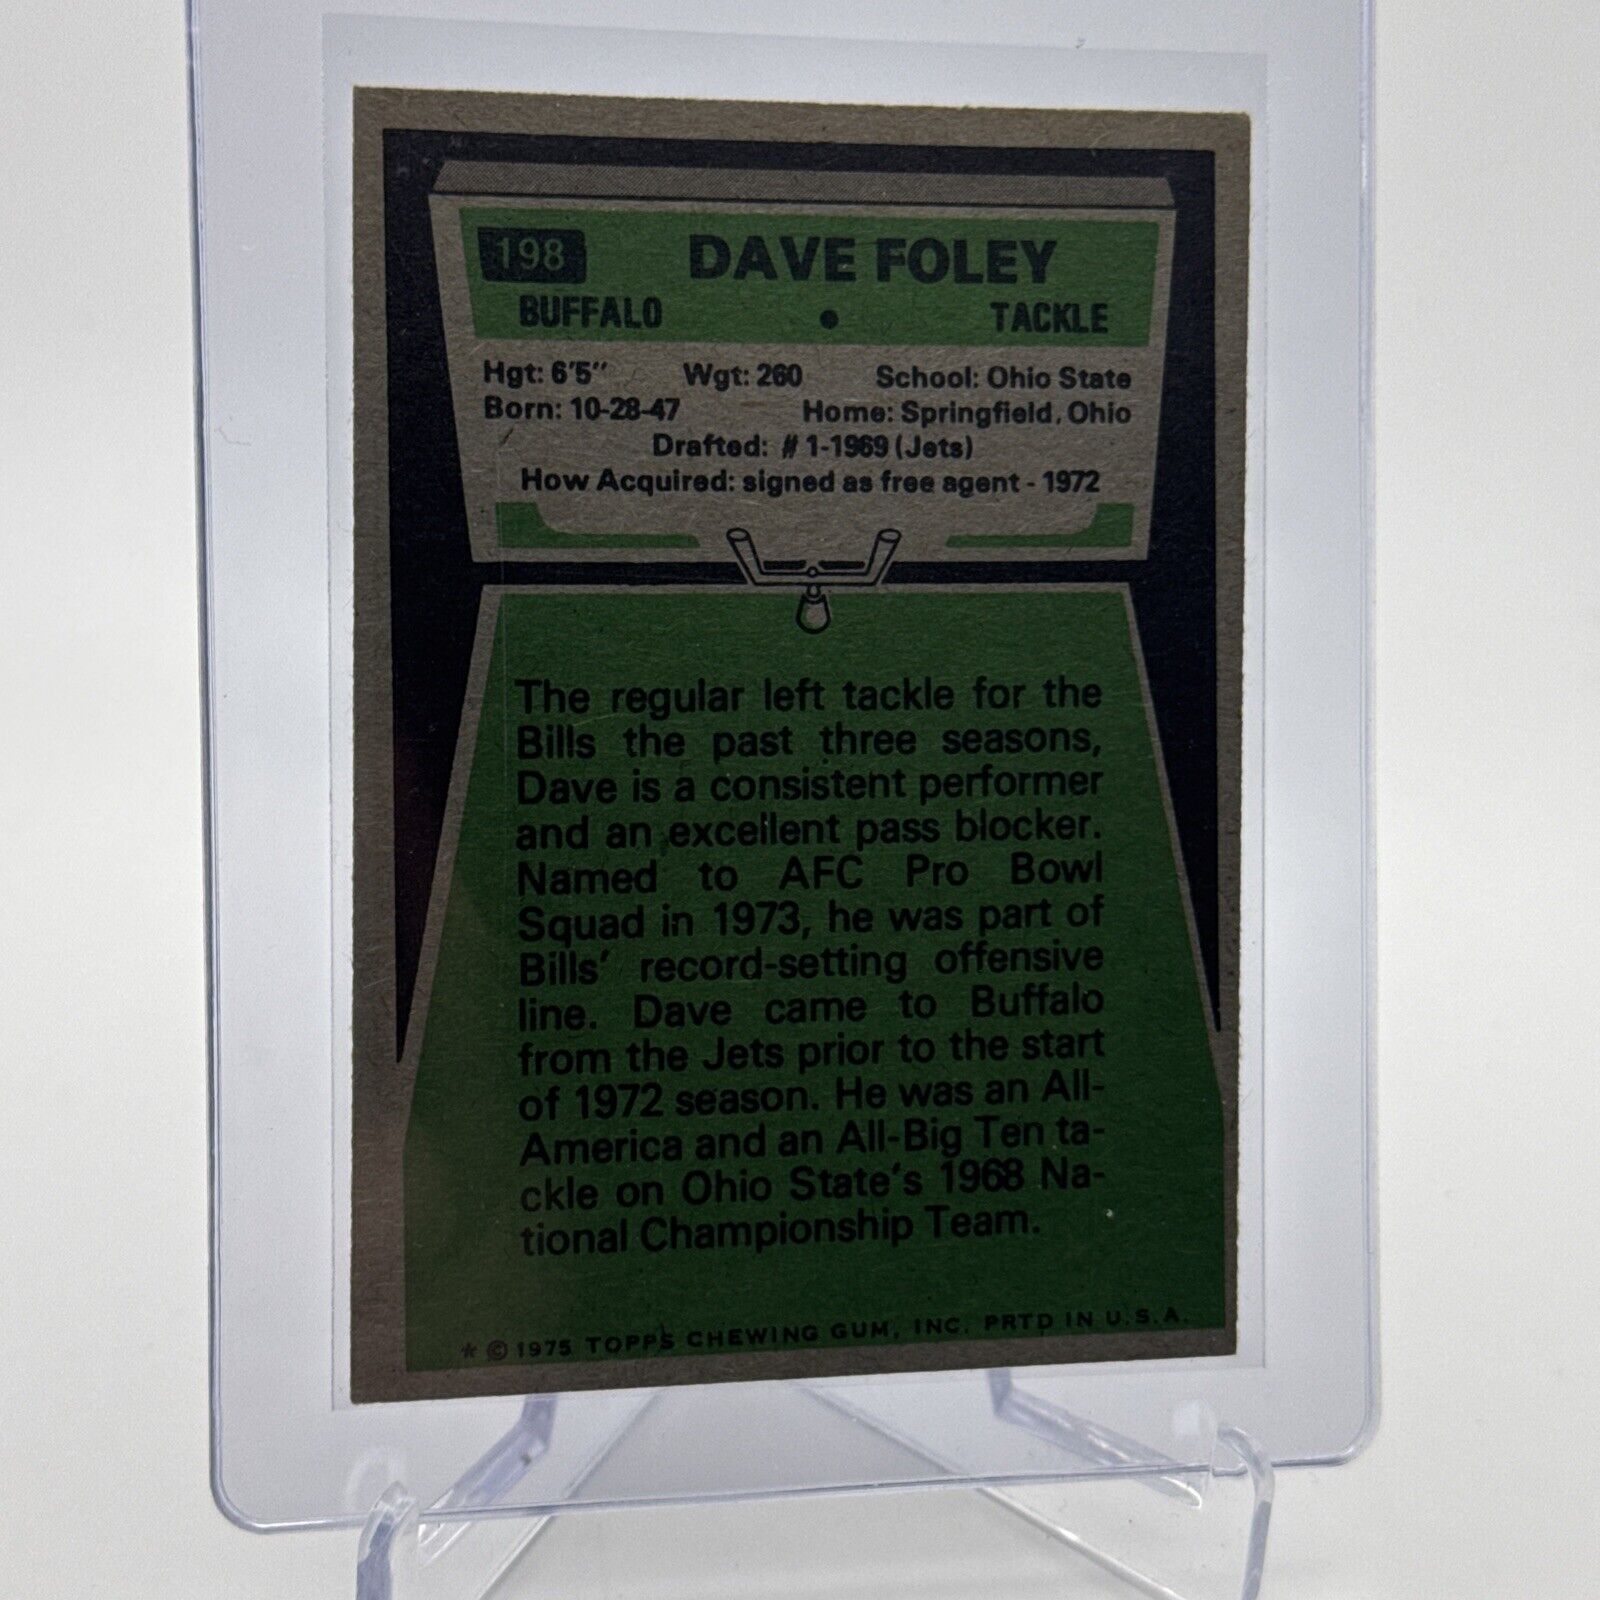 198 DAVE FOLEY
BUFFALO • TACKLE
Hgt: 6'5" Wgt: 260 School: Ohio State
Born: 10-28-47 Home: Springfield, Ohio
Drafted: #1-1969 (Jets)
How Acquired: signed as free agent - 1972
The regular left tackle for the
Bills the past three seasons,
Dave is a consistent performer
and an excellent pass blocker.
Named to AFC Pro Bowl
Squad in 1973, he was part of
Bills' record-setting offensive
line. Dave came to Buffalo
from the Jets prior to the start
of 1972 season. He was an All-
America and an All-Big Ten ta-
ckle on Ohio State's 1968 Na-
tional Championship Team.
* © 1975 TOPPS CHEWING GUM, INC. PRTD IN U.S.A.